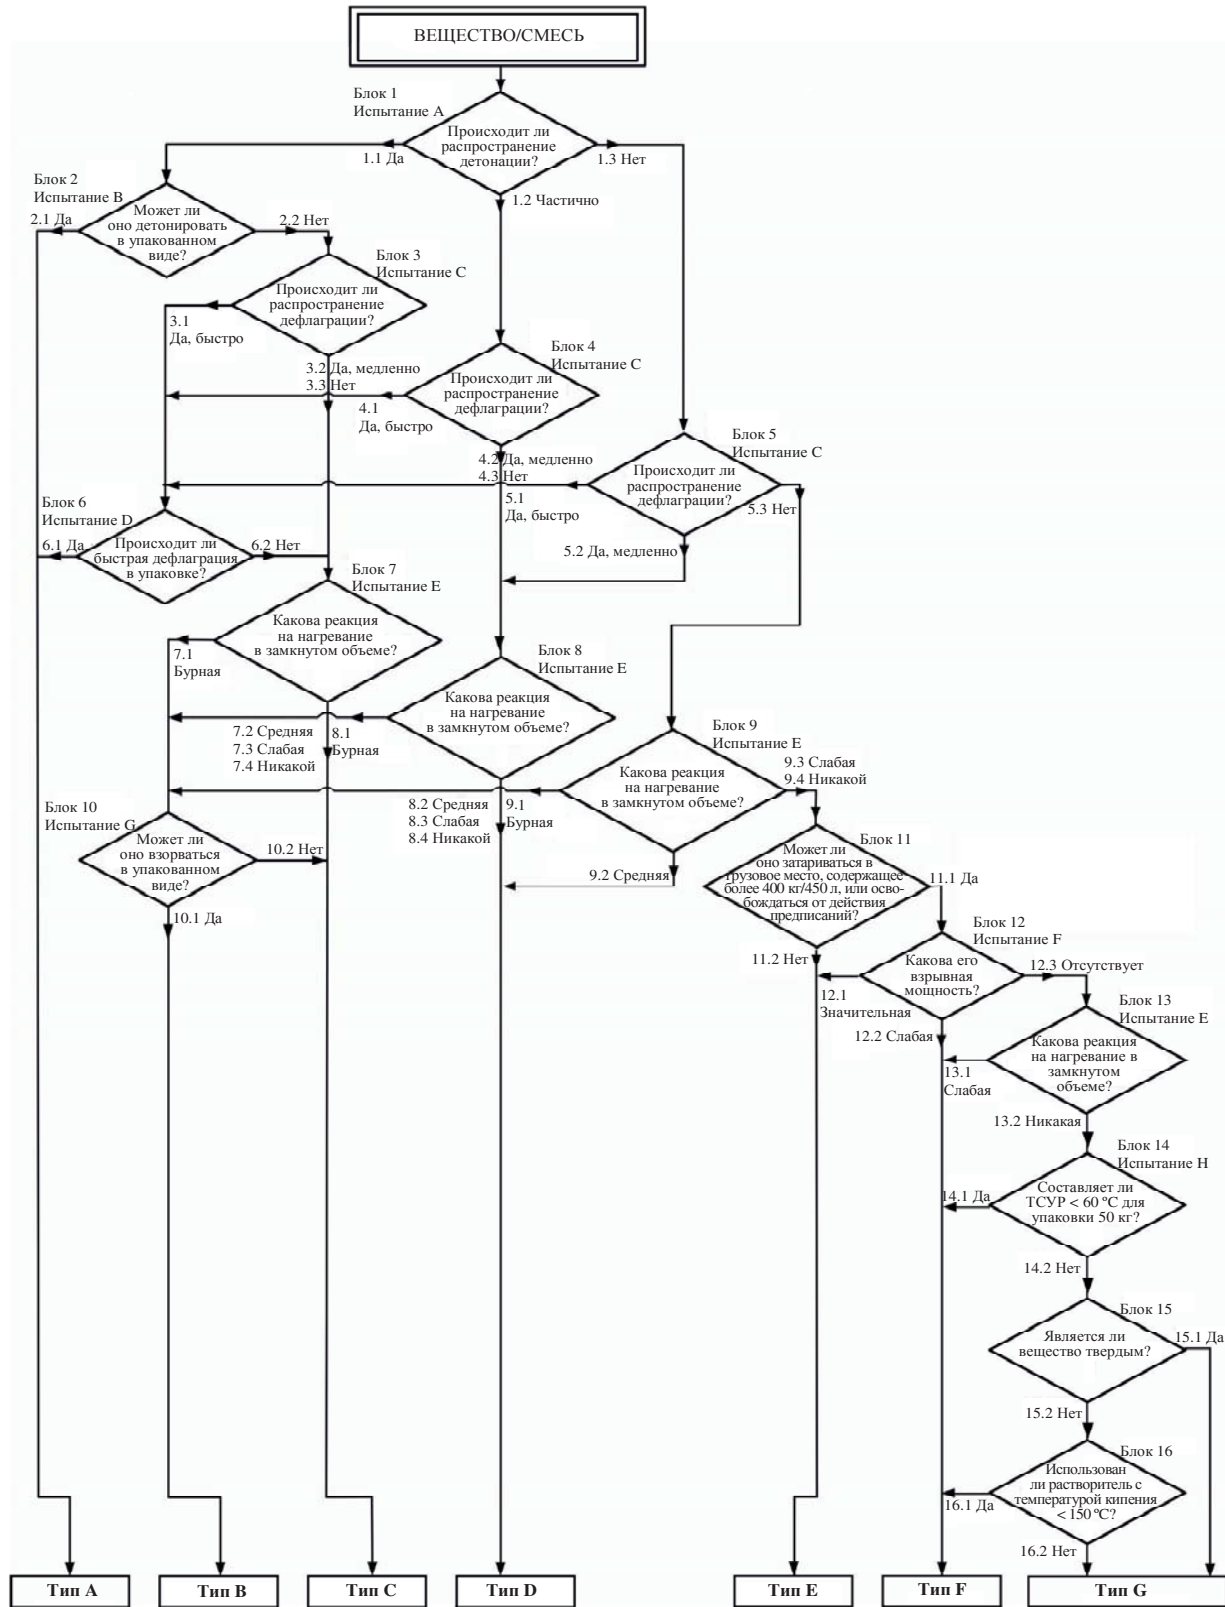 ВЕЩЕСТВО/СМЕСЬ
Блок 1
Испытание A
Происходит ли
распространение
детонации?
1.1 Да
1.3 Нет
1.2 Частично
Блок 2
Испытание B
2.1 Да
Может ли
оно детонировать
в упакованном
виде?
2.2 Нет
Блок 3
Испытание C
Происходит ли
распространение
дефлаграции?
3.1
Да, быстро
3.2 Да, медленно
3.3 Нет
Блок 4
Испытание C
Происходит ли
распространение
дефлаграции?
4.1
Да, быстро
4.2 Да, медленно
4.3 Нет
Блок 5
Испытание C
Происходит ли
распространение
дефлаграции?
5.1
Да, быстро
5.3 Нет
5.2 Да, медленно
Блок 6
Испытание D
6.1 Да
Происходит ли
быстрая дефлаграция
в упаковке?
6.2 Нет
Блок 7
Испытание E
Какова реакция
на нагревание
в замкнутом объеме?
7.1
Бурная
7.2 Средняя
7.3 Слабая
7.4 Никакой
Блок 8
Испытание E
Какова реакция
на нагревание
в замкнутом объеме?
8.1
Бурная
8.2 Средняя
8.3 Слабая
8.4 Никакой
Блок 9
Испытание E
Какова реакция
на нагревание
в замкнутом объеме?
9.1
Бурная
9.3 Слабая
9.4 Никакой
9.2 Средняя
Блок 10
Испытание G
Может ли
оно взорваться
в упакованном
виде?
10.2 Нет
10.1 Да
Блок 11
Может ли
оно затариваться в
грузовое место, содержащее
более 400 кг/450 л, или осво-
бождаться от действия
предписаний?
11.1 Да
11.2 Нет
Блок 12
Испытание F
Какова его
взрывная
мощность?
12.3 Отсутствует
12.1
Значительная
12.2 Слабая
Блок 13
Испытание E
Какова реакция
на нагревание в
замкнутом
объеме?
13.1
Слабая
13.2 Никакая
Блок 14
Испытание H
Составляет ли
ТСУР < 60 ºC для
упаковки 50 кг?
14.1 Да
14.2 Нет
Блок 15
Является ли
вещество твердым?
15.1 Да
15.2 Нет
Блок 16
Использован
ли растворитель с
температурой кипения
< 150 ºC?
16.1 Да
16.2 Нет
Тип A
Тип B
Тип C
Тип D
Тип E
Тип F
Тип G